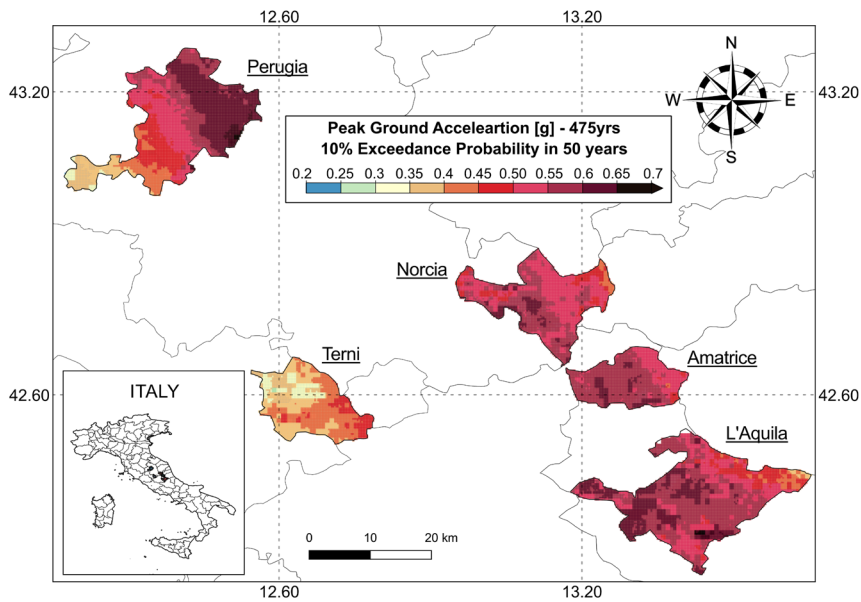 12.60 13.20
43.20 43.20
Perugia
N
W E
S
Peak Ground Acceleartion [g] - 475yrs
10% Exceedance Probability in 50 years
0.2 0.25 0.3 0.35 0.4 0.45 0.5 0.55 0.6 0.65 0.7
Norcia
Terni
Amatrice
ITALY
42.60 42.60
L'Aquila
0 10 20 km
12.60 13.20